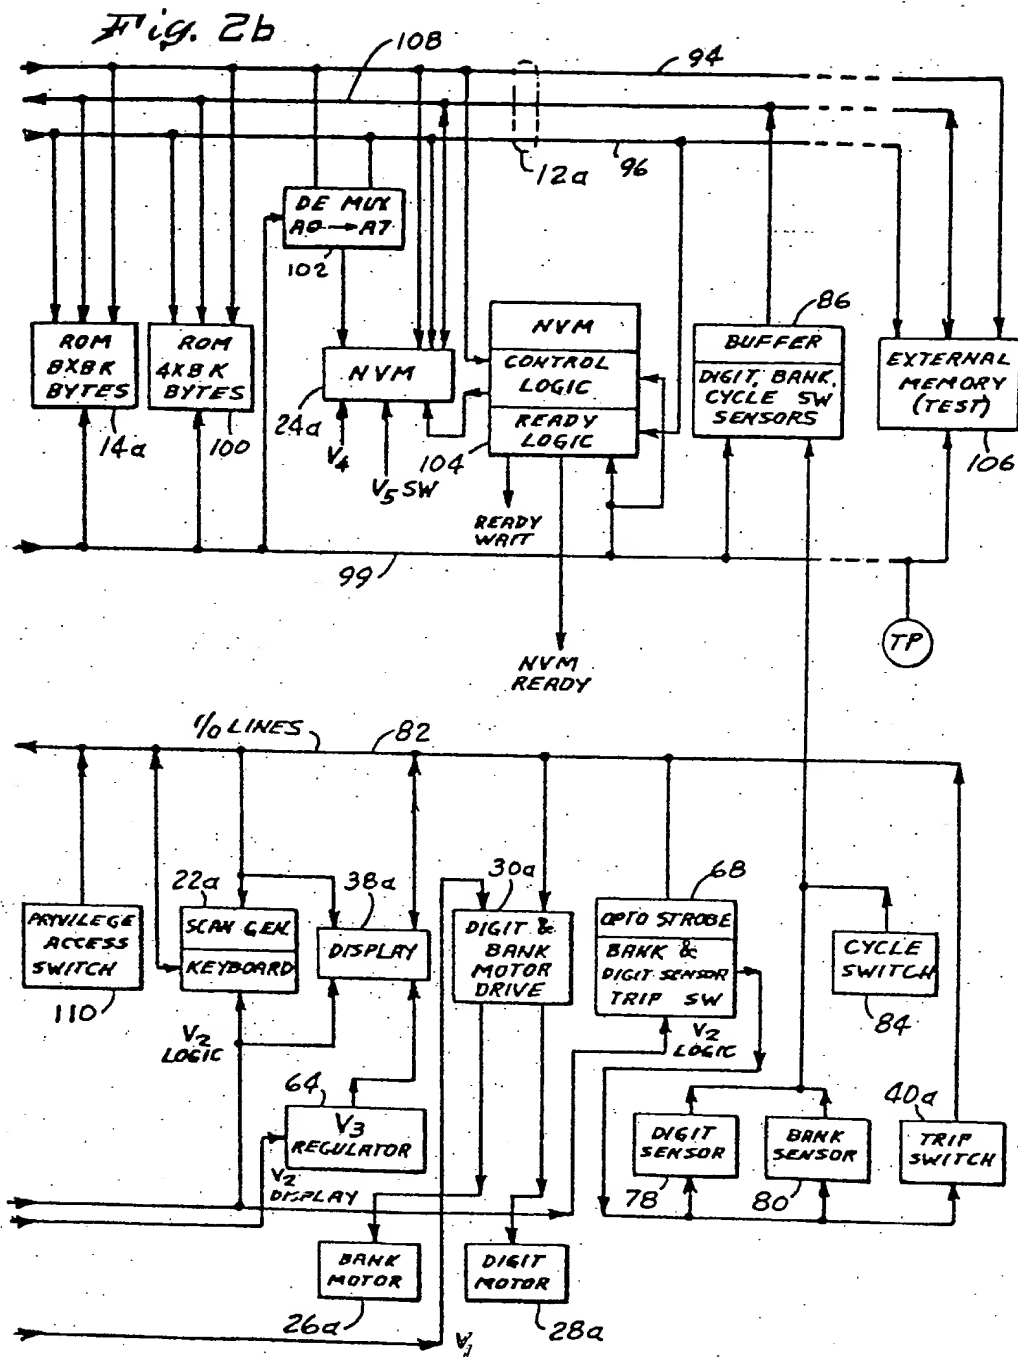 Fig. 2b
108
94
12a
96
DE MUX
A0→A7
102
ROM
8X8K
BYTES
14a
ROM
4X8K
BYTES
100
NVM
24a
V4
V5 SW
NVM
CONTROL
LOGIC
READY
LOGIC
104
READY
WAIT
NVM
READY
86
BUFFER
DIGIT, BANK,
CYCLE SW
SENSORS
EXTERNAL
MEMORY
(TEST)
106
99
TP
I/O LINES
82
PRIVILEGE
ACCESS
SWITCH
110
22a
SCAN GEN.
KEYBOARD
V2
LOGIC
38a
DISPLAY
30a
DIGIT &
BANK
MOTOR
DRIVE
68
OPTO STROBE
BANK &
DIGIT SENSOR
TRIP SW
V2
LOGIC
CYCLE
SWITCH
84
64
V3
REGULATOR
V2
DISPLAY
DIGIT
SENSOR
78
BANK
SENSOR
80
40a
TRIP
SWITCH
BANK
MOTOR
26a
DIGIT
MOTOR
28a
V1